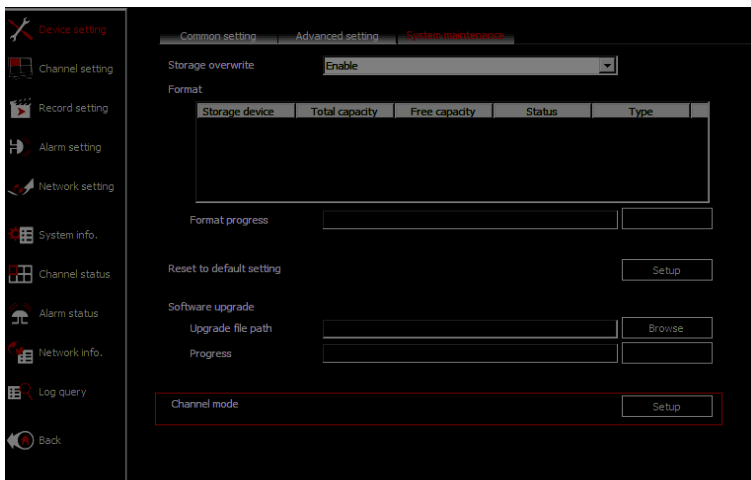 Device setting
Channel setting
Record setting
Alarm setting
Network setting
System info.
Channel status
Alarm status
Network info.
Log query
Back
Common setting
Advanced setting
System maintenence
Storage overwrite
Enable
Format
Storage device
Total capacity
Free capacity
Status
Type
Format progress
Reset to default setting
Setup
Software upgrade
Upgrade file path
Browse
Progress
Channel mode
Setup